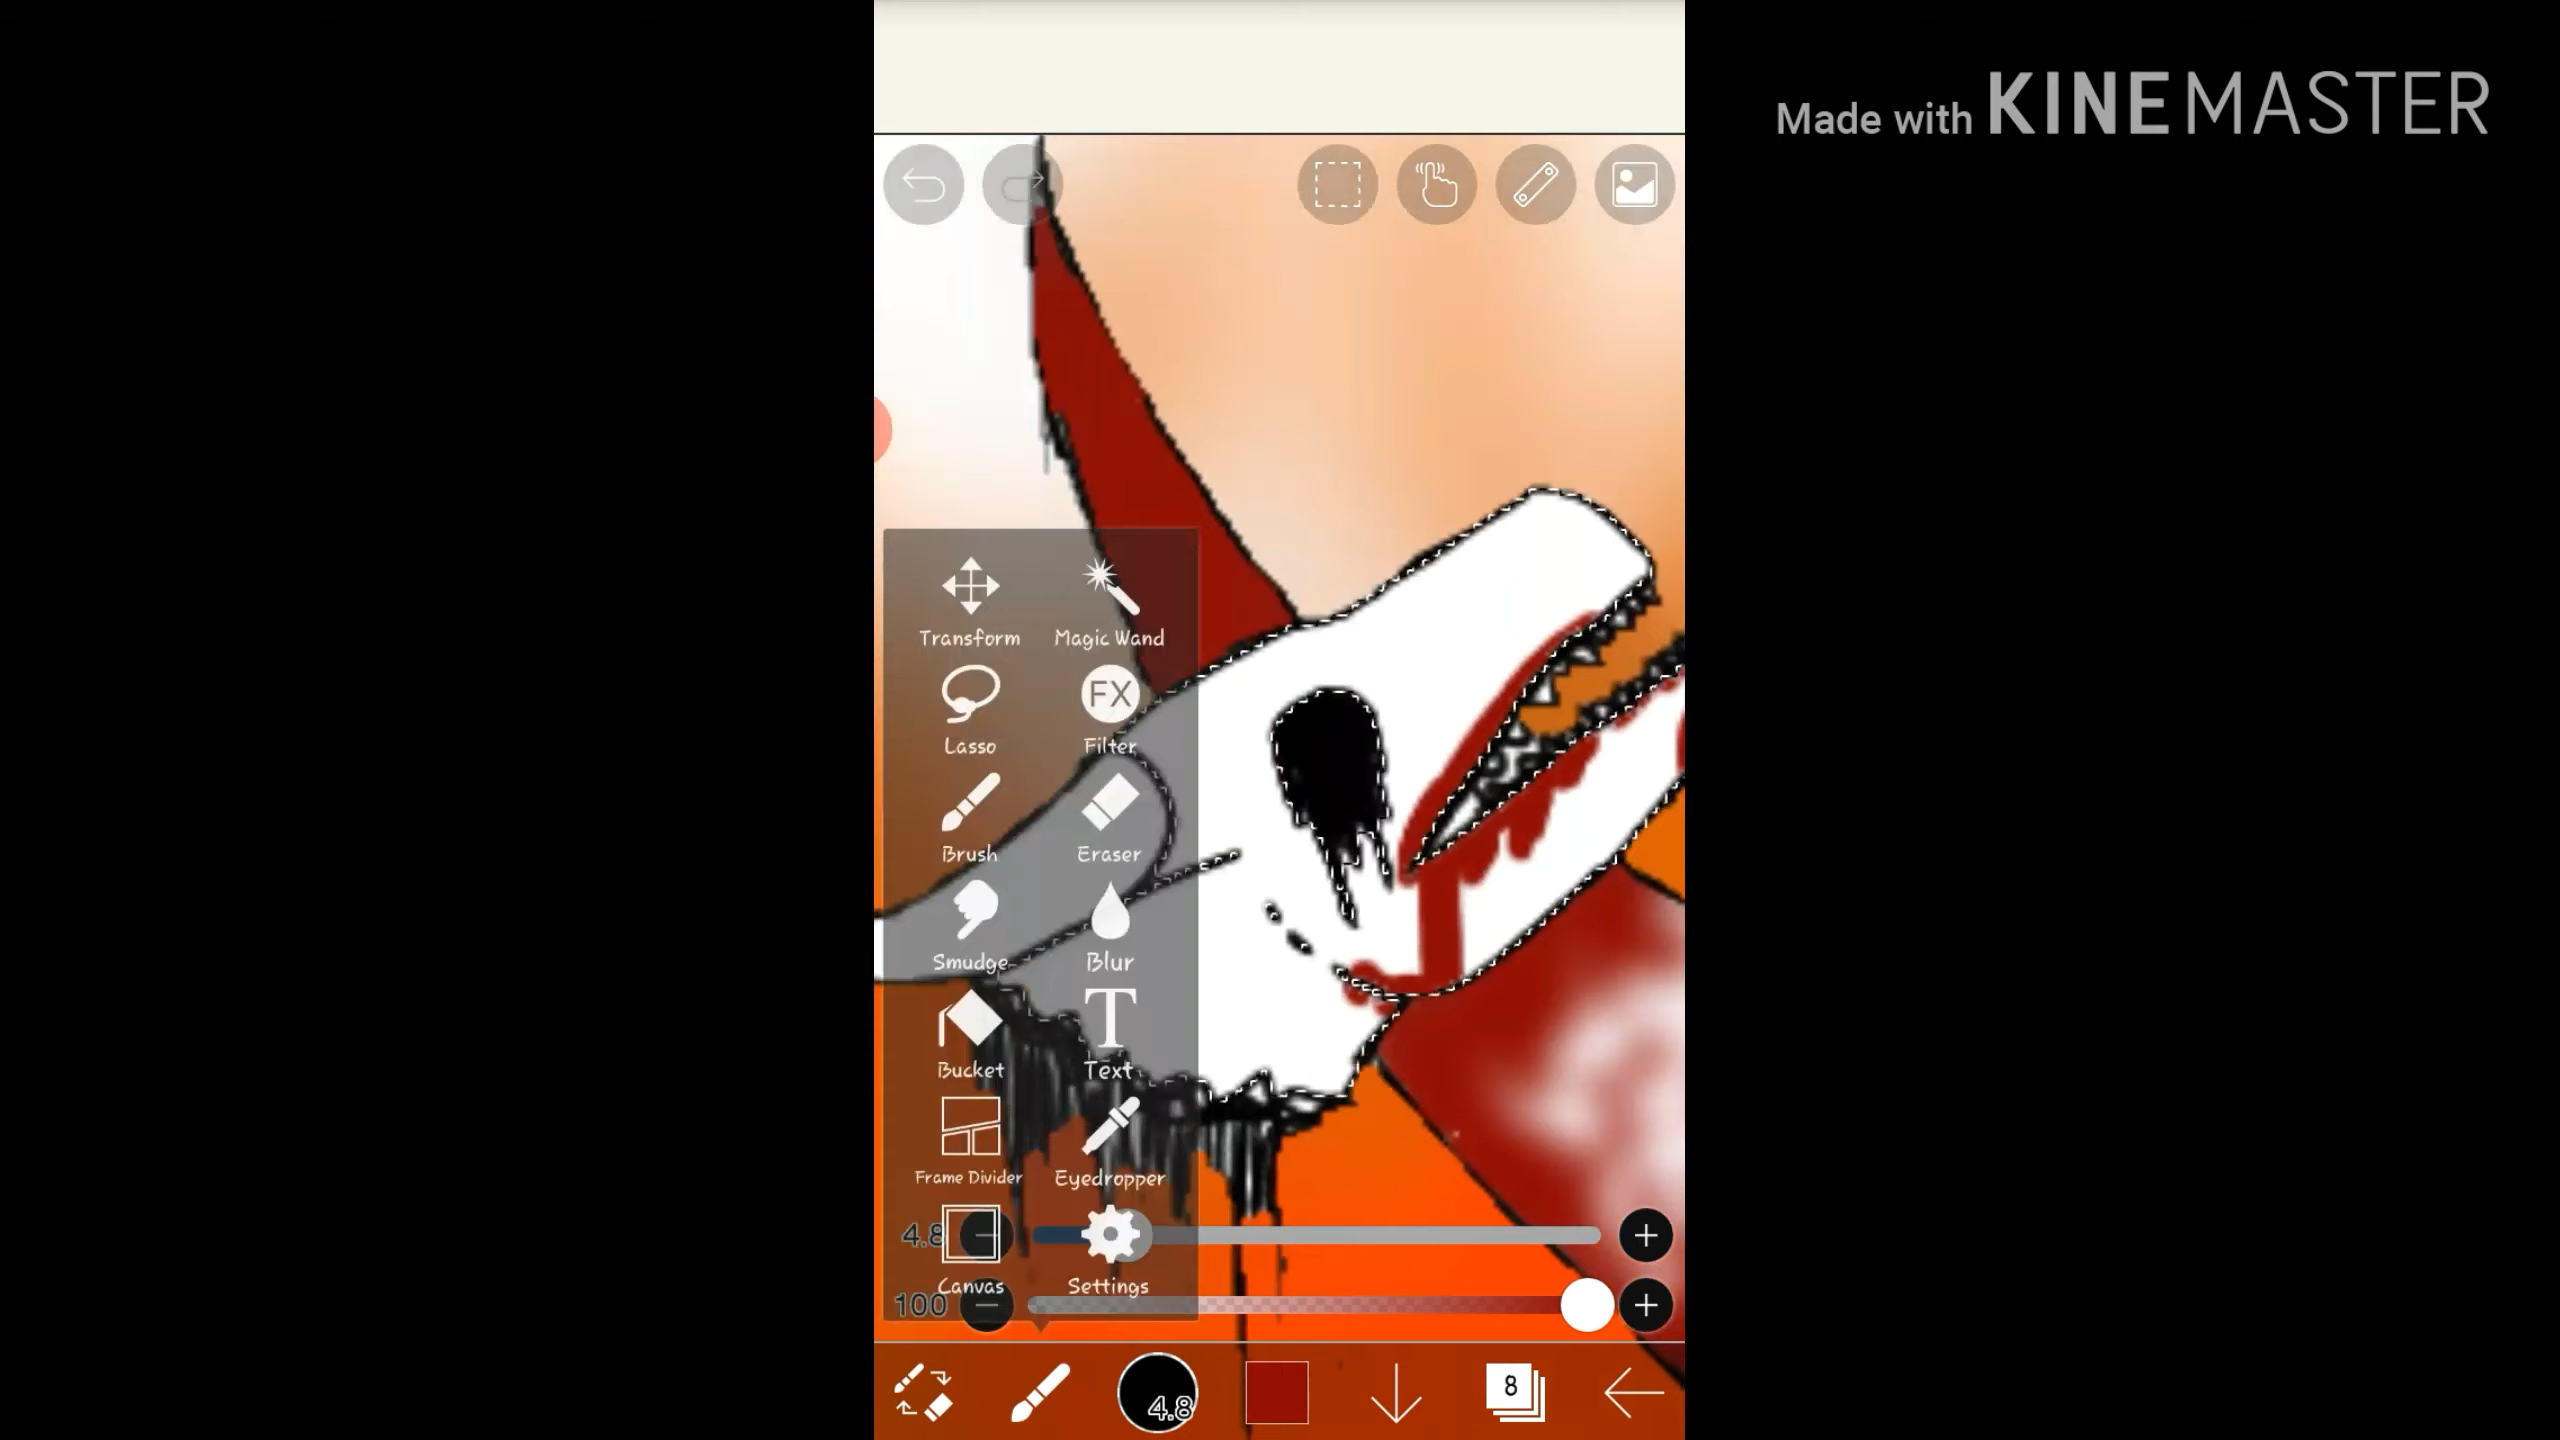 Made with KINEMASTER
Transform Magic Wand
FX
Lasso Filter
Brush Eraser
Smudge Blur
T
Bucket Text
Frame Divider Eyedropper
4.8
Canvas Settings
100
4.8 8